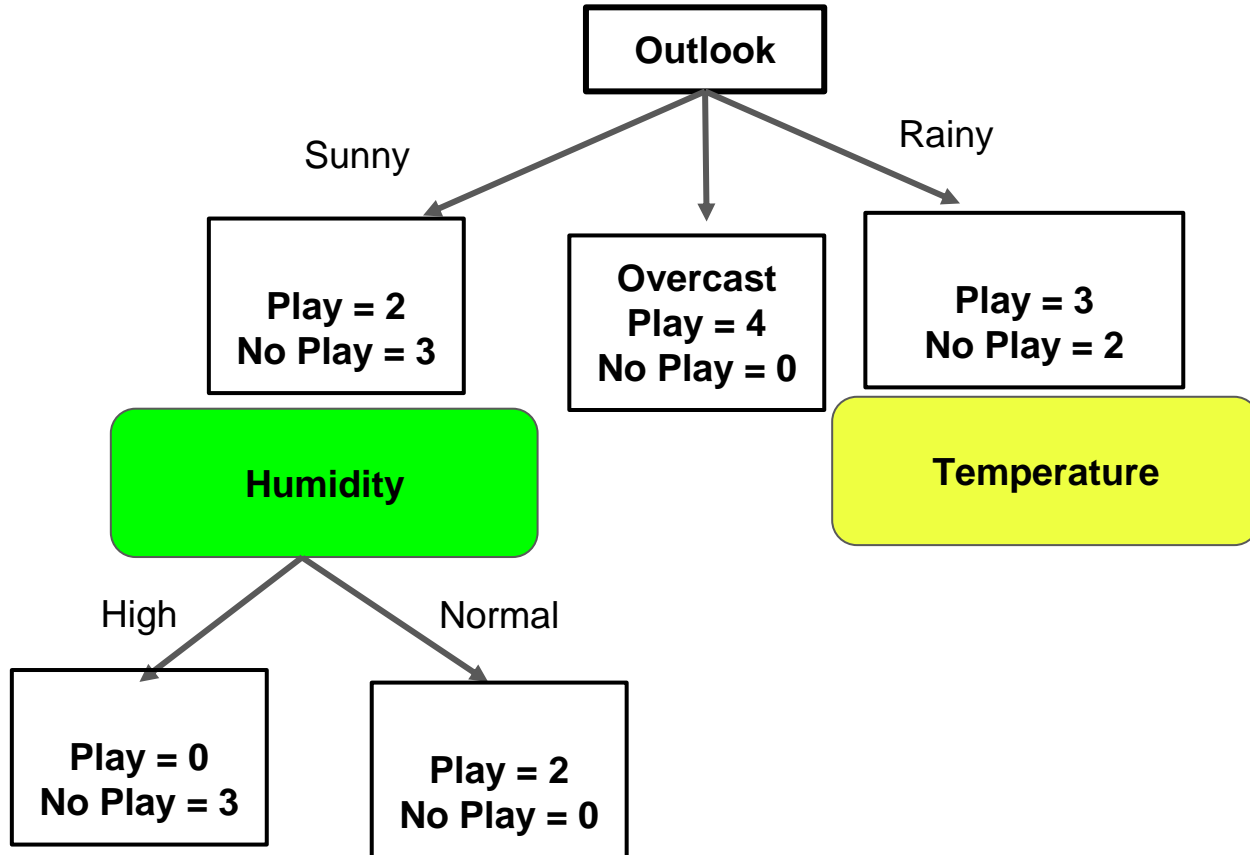 Outlook
Sunny
Rainy
Play = 2
No Play = 3
Overcast
Play = 4
No Play = 0
Play = 3
No Play = 2
Humidity
Temperature
High
Normal
Play = 0
No Play = 3
Play = 2
No Play = 0